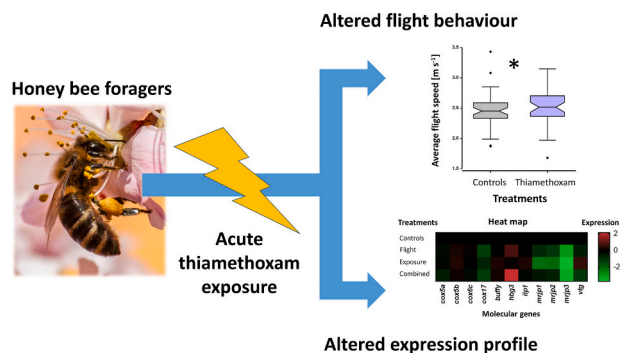 Altered flight behaviour
Honey bee foragers
Acute
thiamethoxam
exposure
Average flight speed [m s⁻¹]
3.5
3.0
2.5
2.0
1.5
*
Controls
Thiamethoxam
Treatments
Treatments
Heat map
Expression
Controls
Flight
Exposure
Combined
2
0
-2
cox5a
cox5b
cox6c
cox17
buffy
hbg3
ilp1
mrjp1
mrjp2
mrjp3
vtg
Molecular genes
Altered expression profile